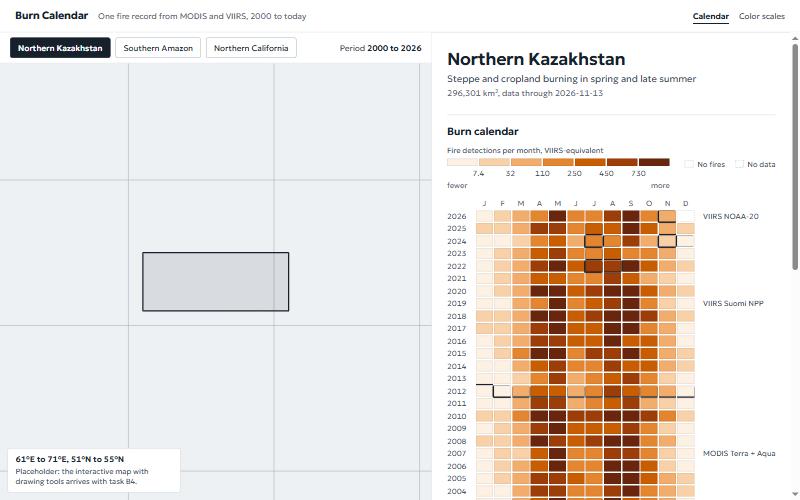 Burn Calendar One fire record from MODIS and VIIRS, 2000 to today Calendar Color scales
Northern Kazakhstan Southern Amazon Northern California Period 2000 to 2026
61°E to 71°E, 51°N to 55°N
Placeholder: the interactive map with
drawing tools arrives with task B4.
Northern Kazakhstan
Steppe and cropland burning in spring and late summer
296,301 km², data through 2026-11-13
Burn calendar
Fire detections per month, VIIRS-equivalent
No fires No data
7.4 32 110 250 450 730
fewer more
J F M A M J J A S O N D
2026 VIIRS NOAA-20
2025
2024
2023
2022
2021
2020
2019 VIIRS Suomi NPP
2018
2017
2016
2015
2014
2013
2012
2011
2010
2009
2008
2007 MODIS Terra + Aqua
2006
2005
2004